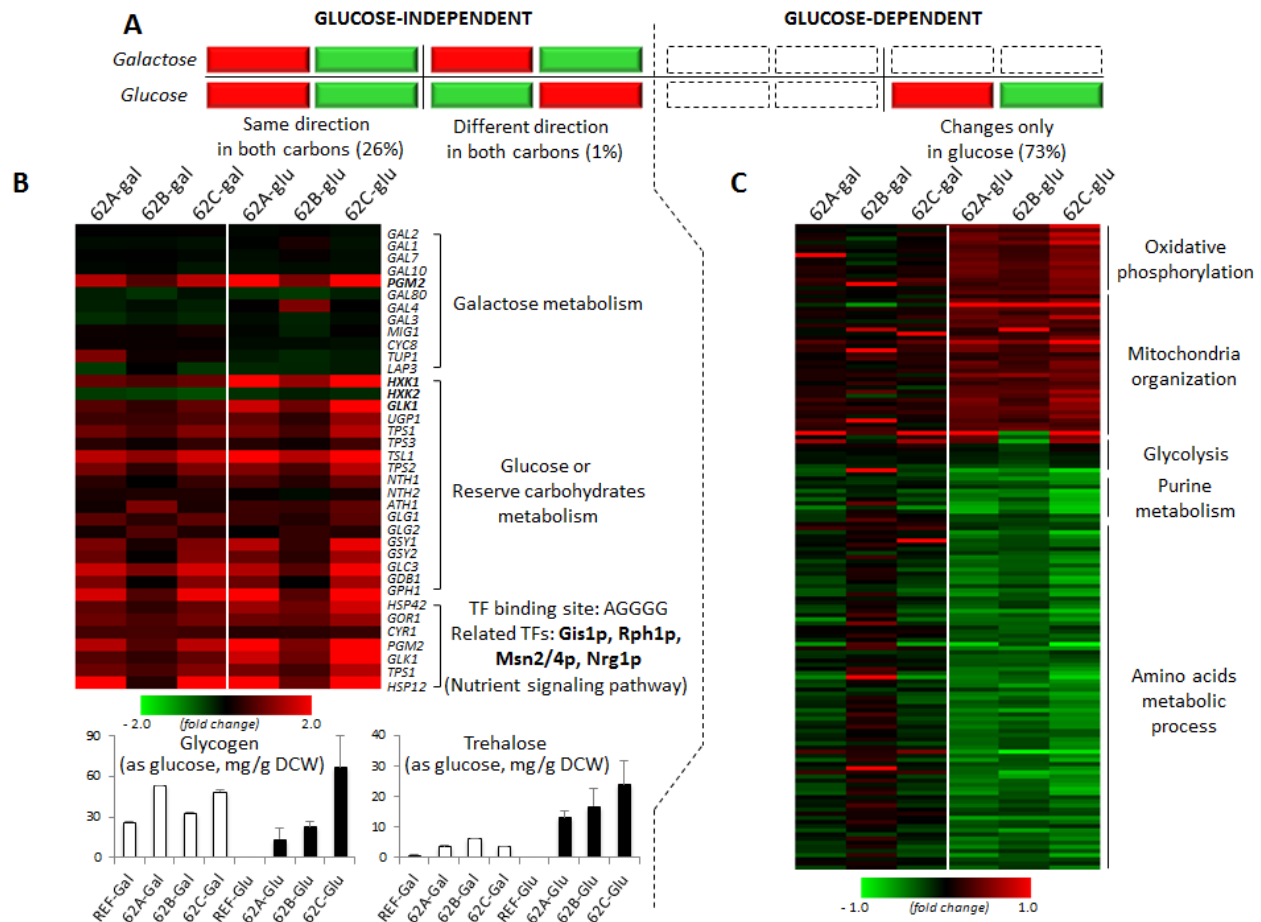 A
GLUCOSE-INDEPENDENT
GLUCOSE-DEPENDENT
Galactose
Glucose
Same direction
in both carbons (26%)
Different direction
in both carbons (1%)
Changes only
in glucose (73%)
B
62A-gal
62B-gal
62C-gal
62A-glu
62B-glu
62C-glu
GAL2
GAL1
GAL7
GAL10
PGM2
GAL80
GAL4
GAL3
MIG1
CYC8
TUP1
LAP3
HXK1
HXK2
GLK1
UGP1
TPS1
TPS3
TSL1
TPS2
NTH1
NTH2
ATH1
GLG1
GLG2
GSY1
GSY2
GLC3
GDB1
GPH1
HSP42
GOR1
CYR1
PGM2
GLK1
TPS1
HSP12
Galactose metabolism
Glucose or
Reserve carbohydrates
metabolism
TF binding site: AGGGG
Related TFs: Gis1p, Rph1p,
Msn2/4p, Nrg1p
(Nutrient signaling pathway)
- 2.0
(fold change)
2.0
Glycogen
(as glucose, mg/g DCW)
90
60
30
0
REF-Gal
62A-Gal
62B-Gal
62C-Gal
REF-Glu
62A-Glu
62B-Glu
62C-Glu
Trehalose
(as glucose, mg/g DCW)
40
30
20
10
0
REF-Gal
62A-Gal
62B-Gal
62C-Gal
REF-Glu
62A-Glu
62B-Glu
62C-Glu
C
62A-gal
62B-gal
62C-gal
62A-glu
62B-glu
62C-glu
Oxidative
phosphorylation
Mitochondria
organization
Glycolysis
Purine
metabolism
Amino acids
metabolic
process
- 1.0
(fold change)
1.0